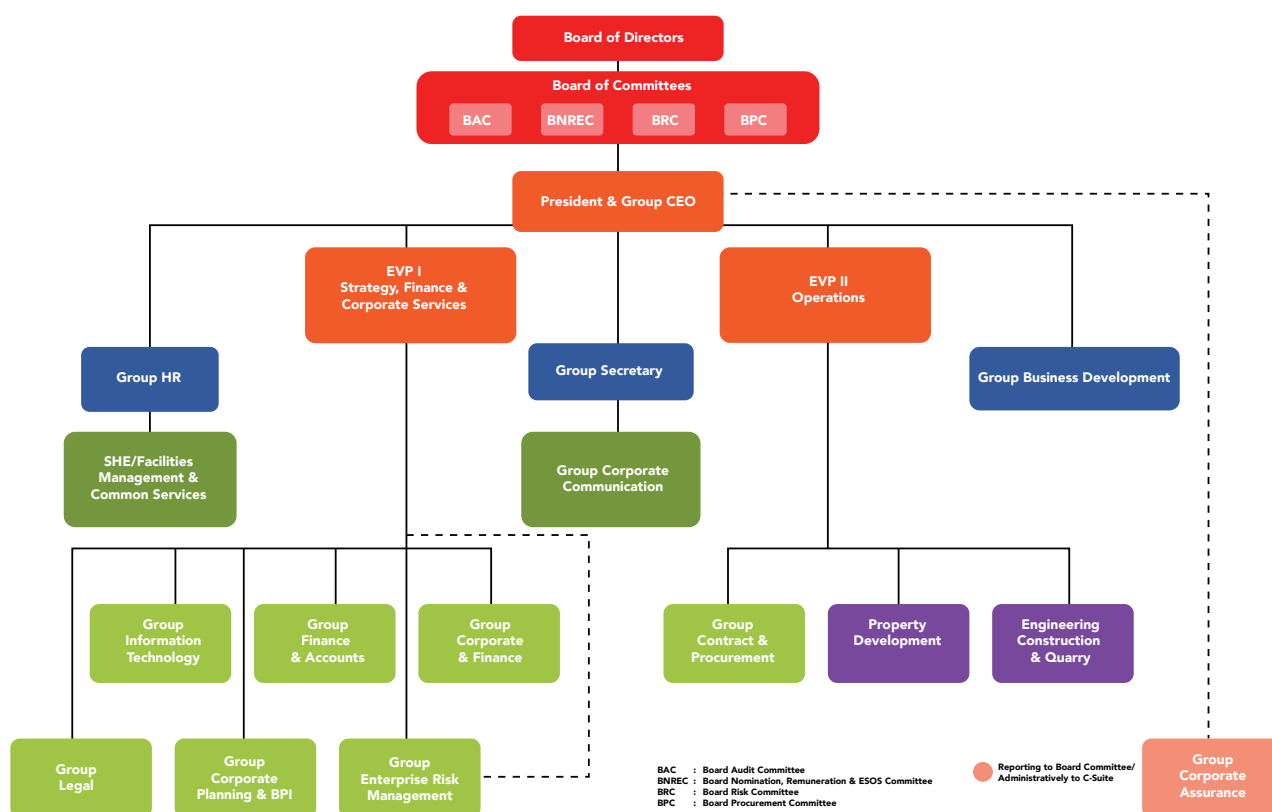 Board of Directors
Board of Committees
BAC
BNREC
BRC
BPC
President & Group CEO
EVP I
Strategy, Finance &
Corporate Services
EVP II
Operations
Group HR
Group Secretary
Group Business Development
SHE/Facilities
Management &
Common Services
Group Corporate
Communication
Group
Information
Technology
Group
Finance
& Accounts
Group
Corporate
& Finance
Group
Contract &
Procurement
Property
Development
Engineering
Construction
& Quarry
Group
Legal
Group
Corporate
Planning & BPI
Group
Enterprise Risk
Management
BAC : Board Audit Committee
BNREC : Board Nomination, Remuneration & ESOS Committee
BRC : Board Risk Committee
BPC : Board Procurement Committee
Reporting to Board Committee/
Administratively to C-Suite
Group
Corporate
Assurance